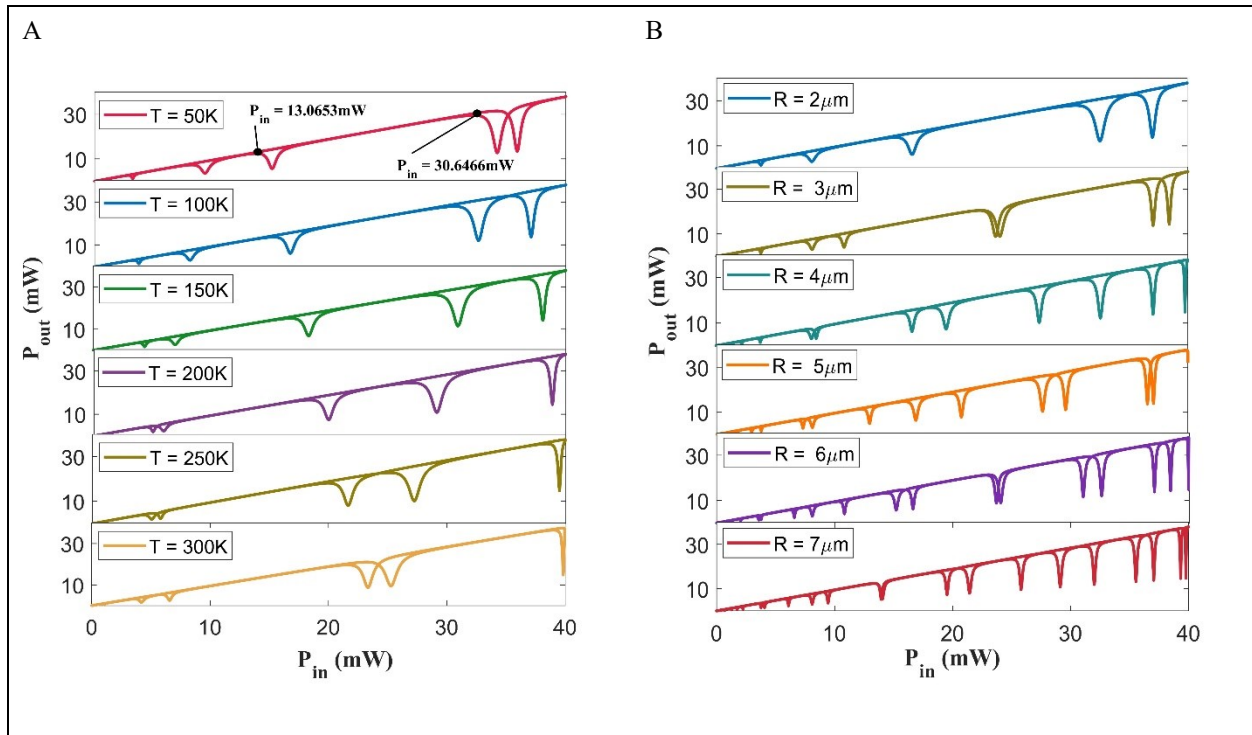 A
B
T = 50K
P_in = 13.0653mW
P_in = 30.6466mW
30
10
T = 100K
30
10
T = 150K
30
10
T = 200K
30
10
T = 250K
30
10
T = 300K
30
10
0
10
20
30
40
P_out (mW)
P_in (mW)
R = 2μm
30
10
R = 3μm
30
10
R = 4μm
30
10
R = 5μm
30
10
R = 6μm
30
10
R = 7μm
30
10
0
10
20
30
40
P_out (mW)
P_in (mW)